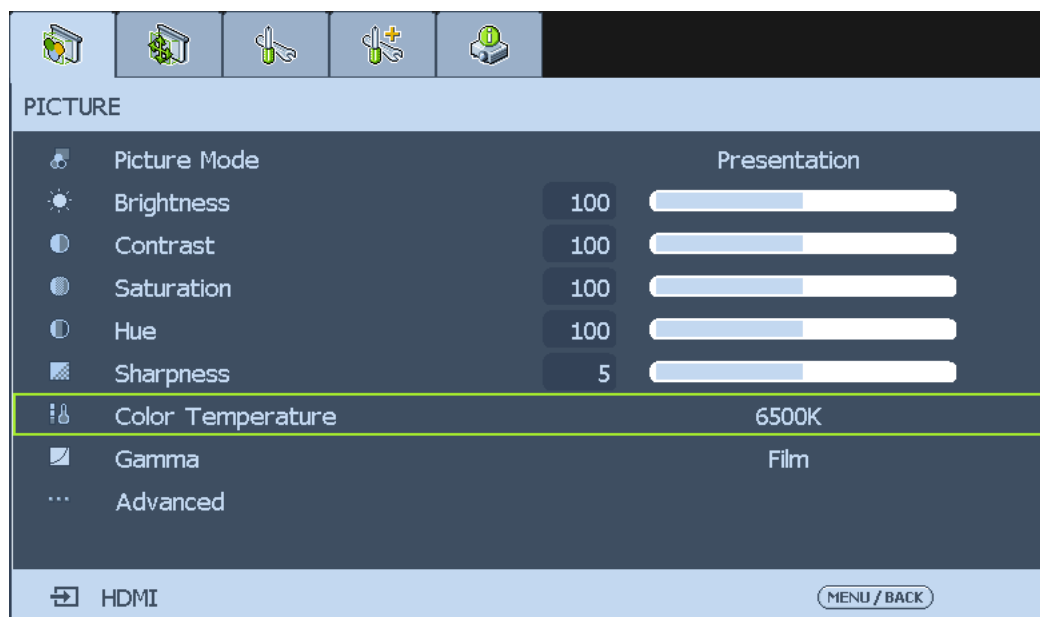 PICTURE
Picture Mode Presentation
Brightness 100
Contrast 100
Saturation 100
Hue 100
Sharpness 5
Color Temperature 6500K
Gamma Film
Advanced
HDMI MENU/BACK